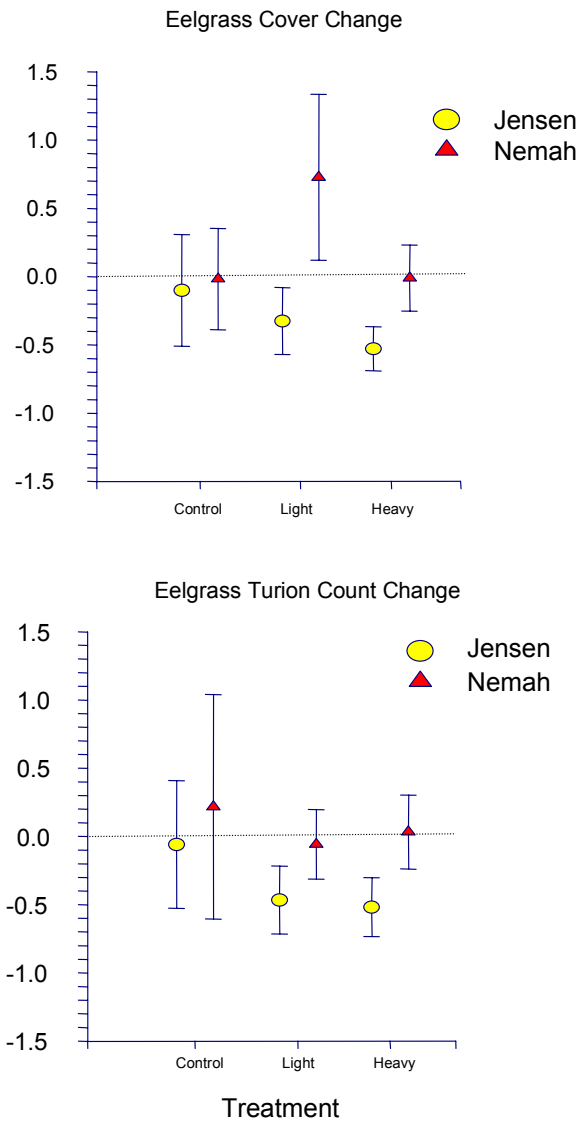 Eelgrass Cover Change
Jensen
Nemah
1.5
1.0
0.5
0.0
-0.5
-1.0
-1.5
Control Light Heavy
Eelgrass Turion Count Change
Jensen
Nemah
1.5
1.0
0.5
0.0
-0.5
-1.0
-1.5
Control Light Heavy
Treatment